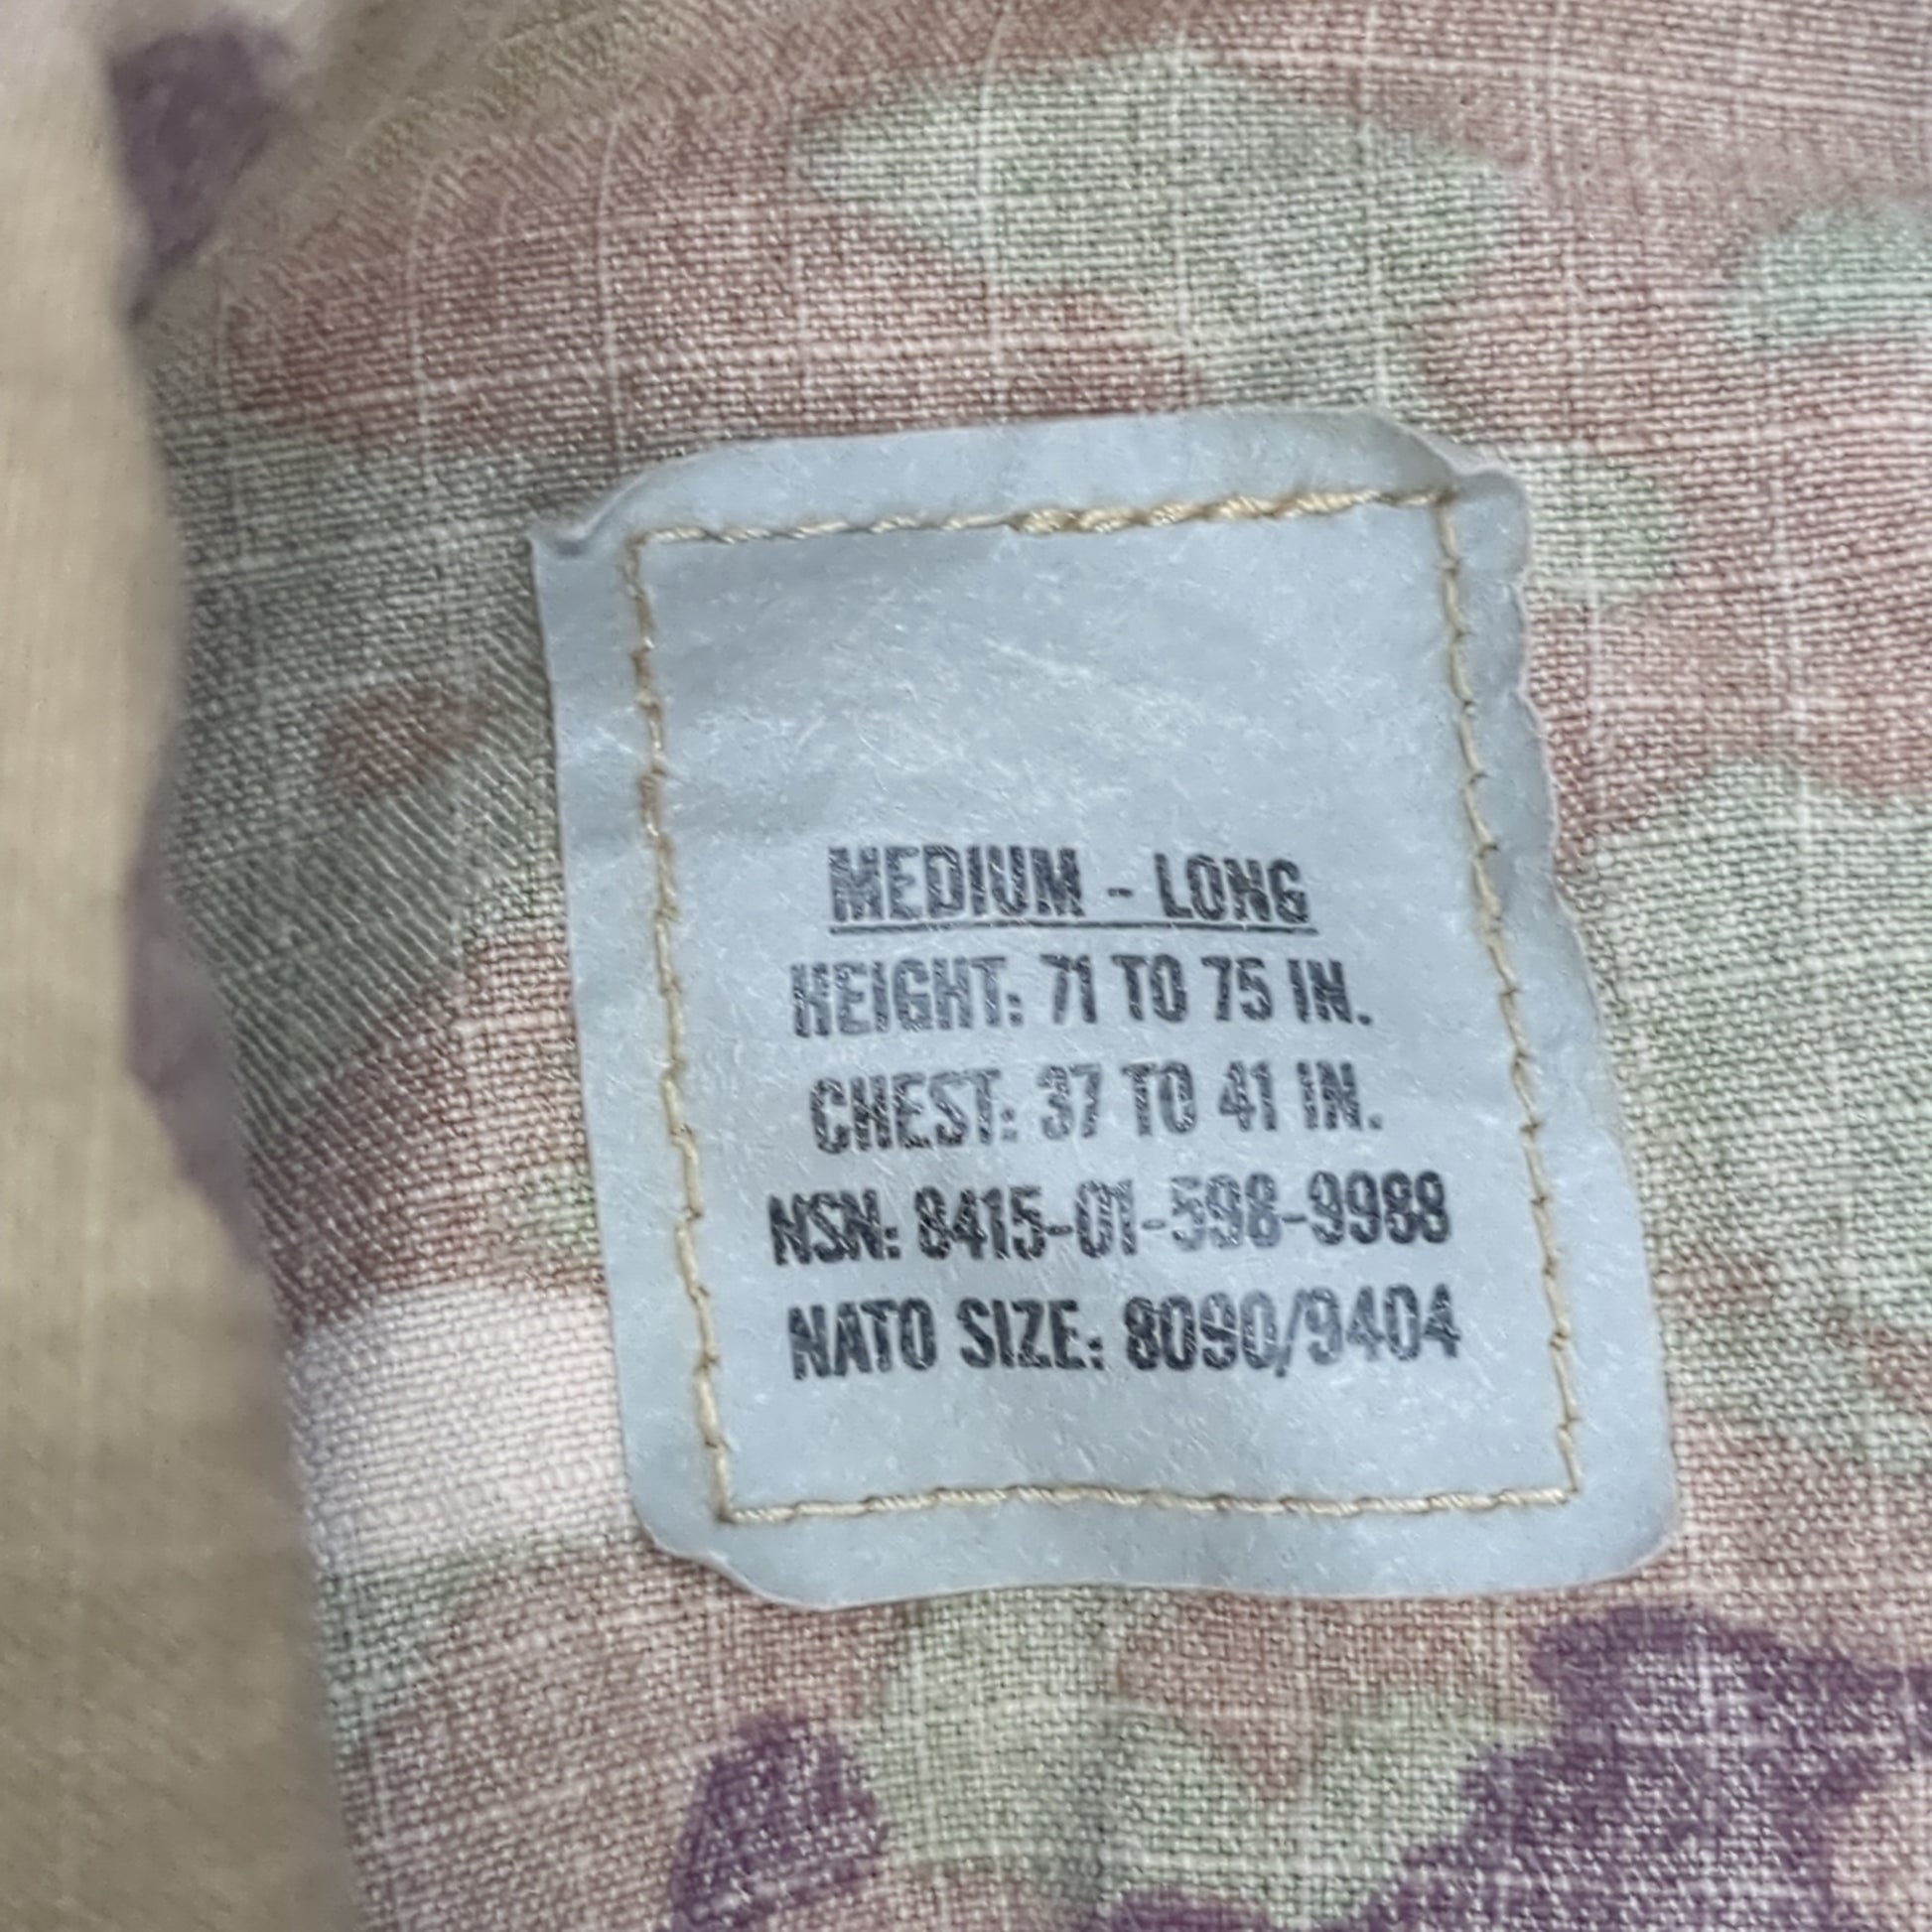 MEDIUM - LONG
HEIGHT: 71 TO 75 IN.
CHEST: 37 TO 41 IN.
NSN: 8415-01-598-9988
NATO SIZE: 8090/9404